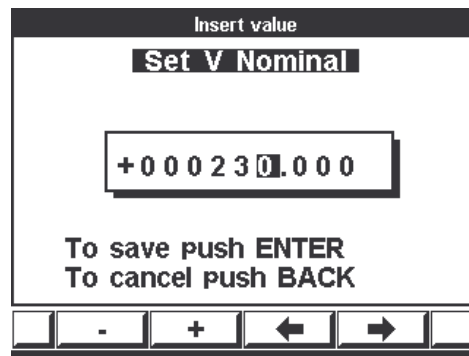 Insert value
Set V Nominal
+000230.000
To save push ENTER
To cancel push BACK
- + ← →